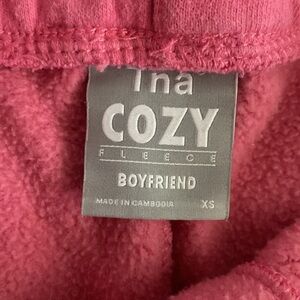 Tna
COZY
FLEECE
BOYFRIEND
MADE IN CAMBODIA XS